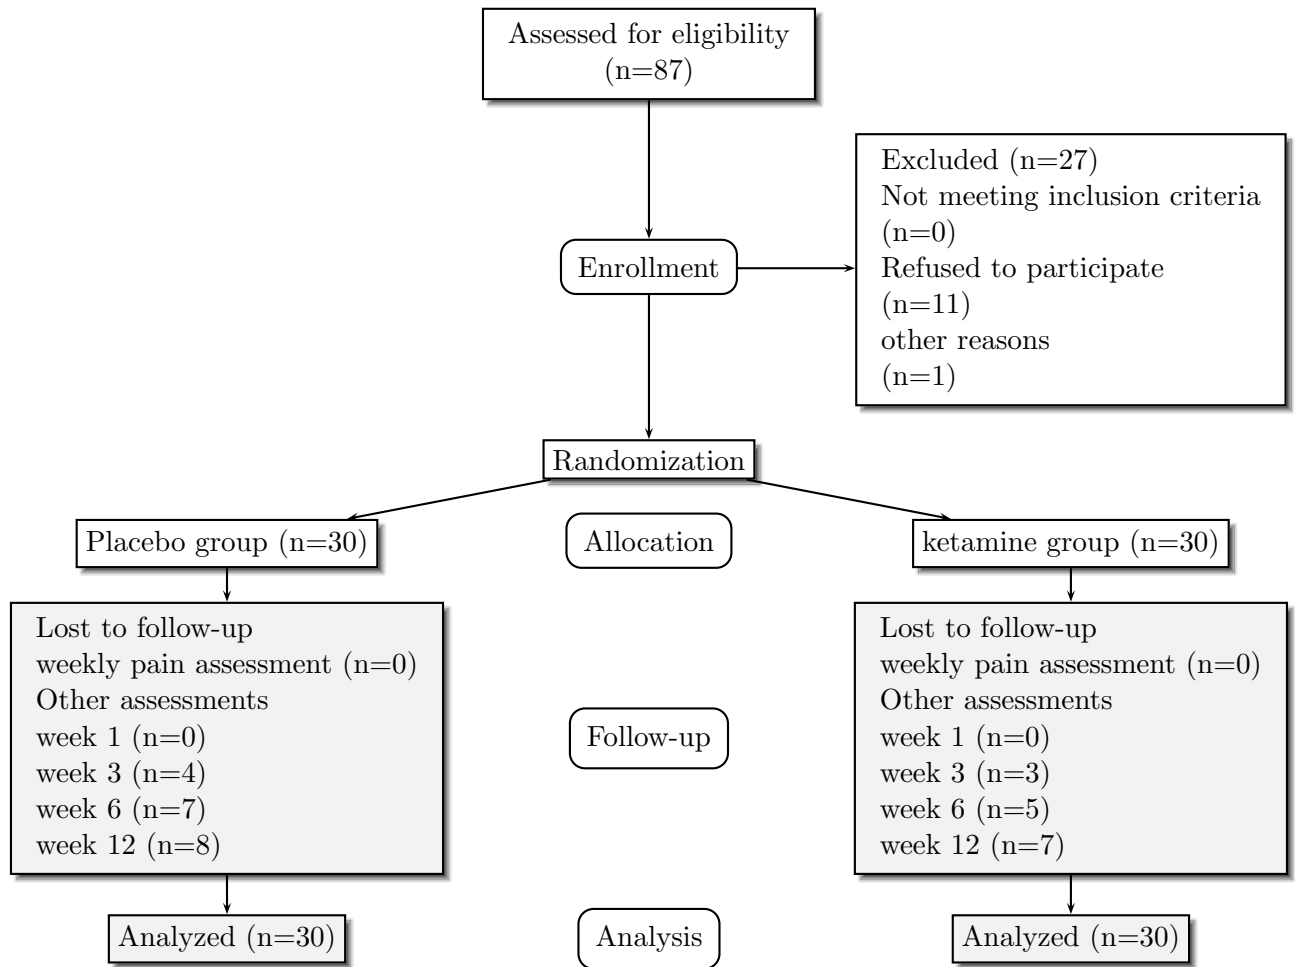 Assessed for eligibility
(n=87)
Excluded (n=27)
Not meeting inclusion criteria
(n=0)
Refused to participate
(n=11)
other reasons
(n=1)
Enrollment
Randomization
Placebo group (n=30)
Allocation
ketamine group (n=30)
Lost to follow-up
weekly pain assessment (n=0)
Other assessments
week 1 (n=0)
week 3 (n=4)
week 6 (n=7)
week 12 (n=8)
Follow-up
Lost to follow-up
weekly pain assessment (n=0)
Other assessments
week 1 (n=0)
week 3 (n=3)
week 6 (n=5)
week 12 (n=7)
Analyzed (n=30)
Analysis
Analyzed (n=30)